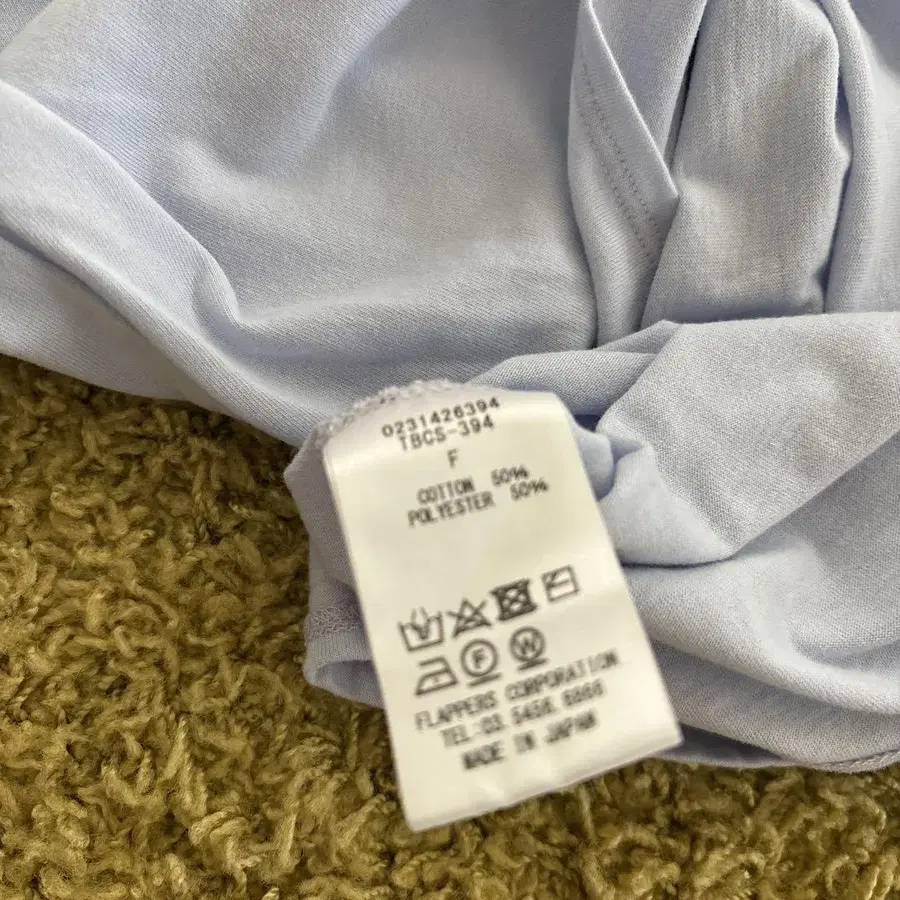 0231426394
TBCS-394
F
COTTON 50%
POLYESTER 50%
F W
FLAPPERS CORPORATION
TEL-03 5456 6866
MADE IN JAPAN